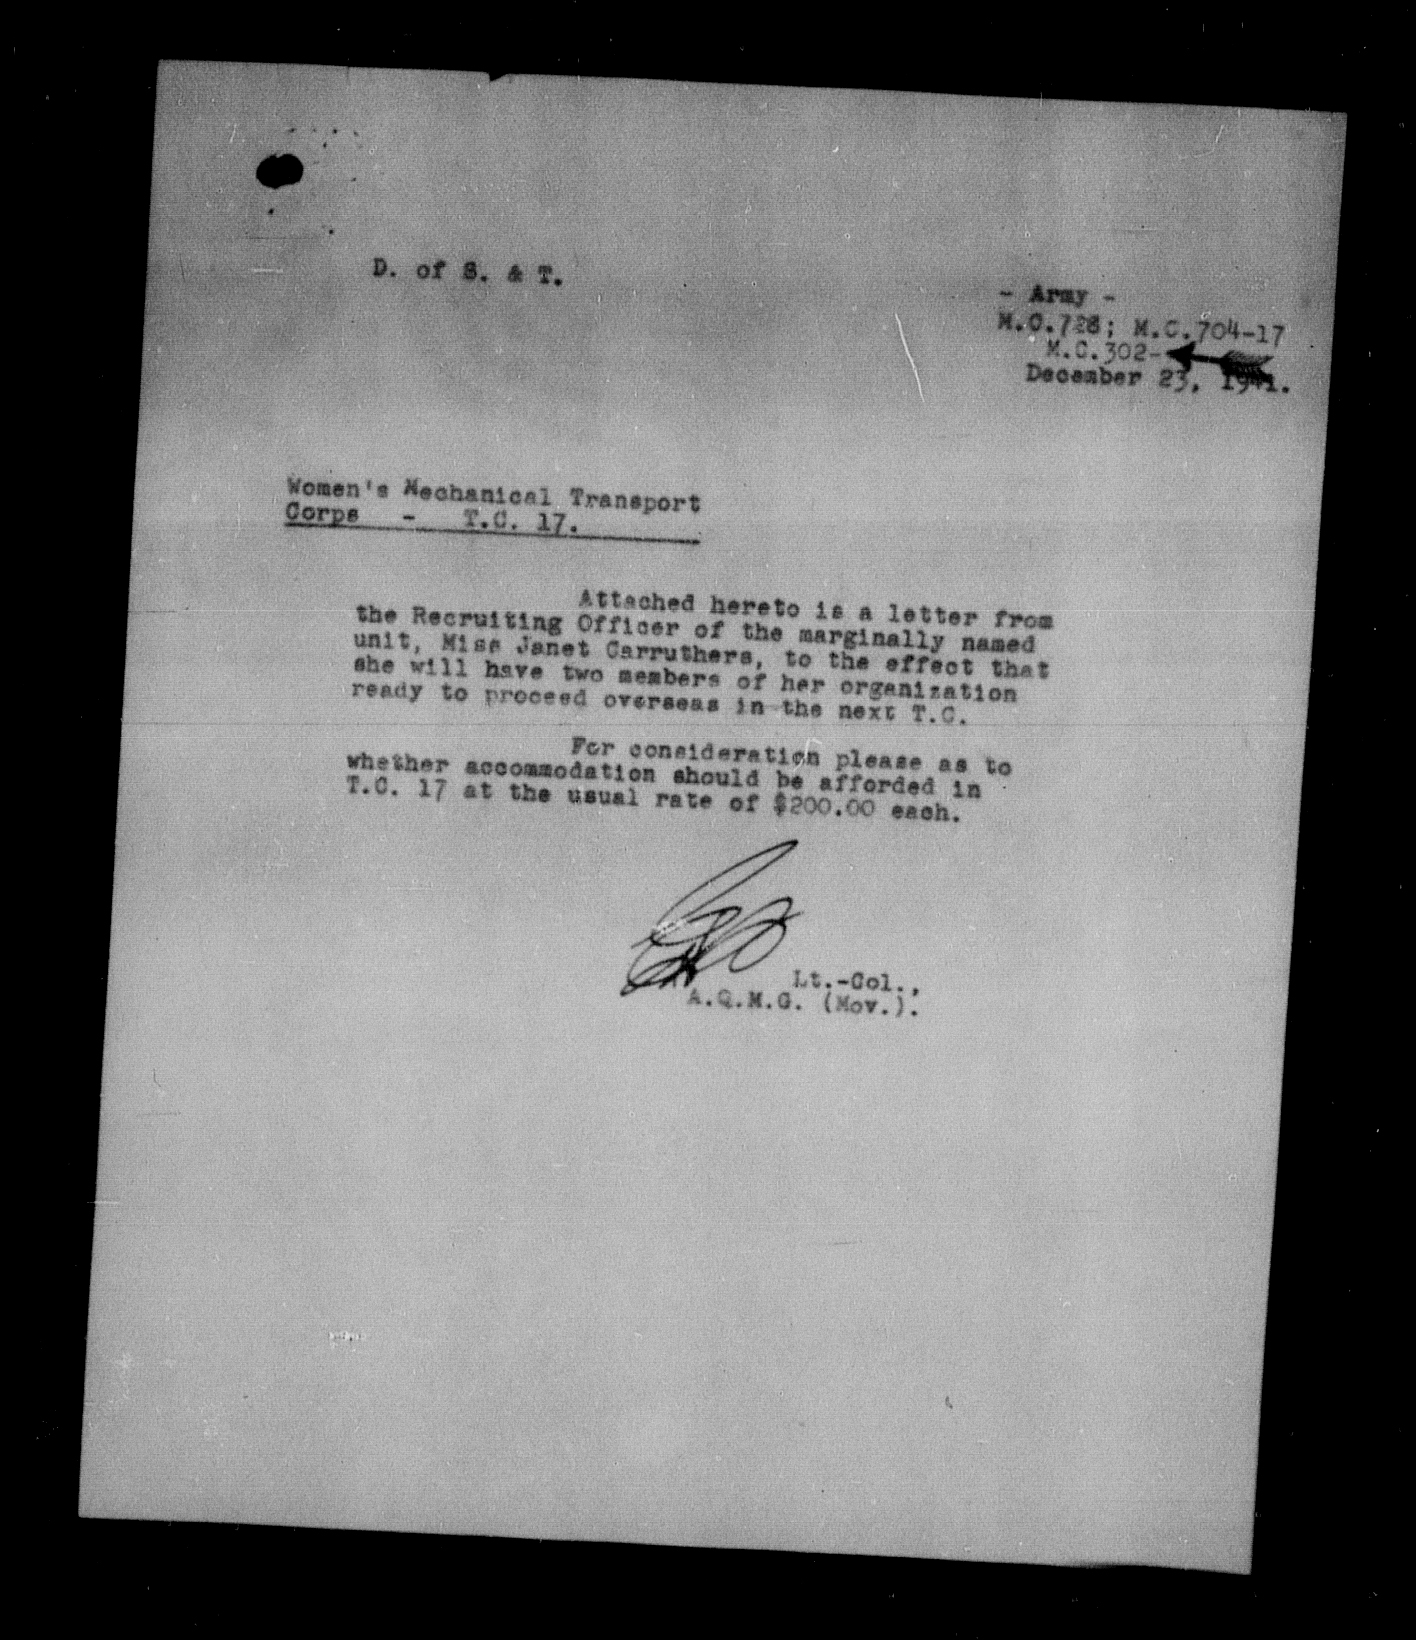 D. of S. & T.
- Army -
M.C.728; M.C.704-17
M.C.302-
December 23, 1941.
Women's Mechanical Transport
Corps - T.C. 17.
Attached hereto is a letter from
the Recruiting Officer of the marginally named
unit, Miss Janet Carruthers, to the effect that
she will have two members of her organization
ready to proceed overseas in the next T.C.
For consideration please as to
whether accommodation should be afforded in
T.C. 17 at the usual rate of $200.00 each.
Lt.-Col.,
A.Q.M.G. (Mov.).